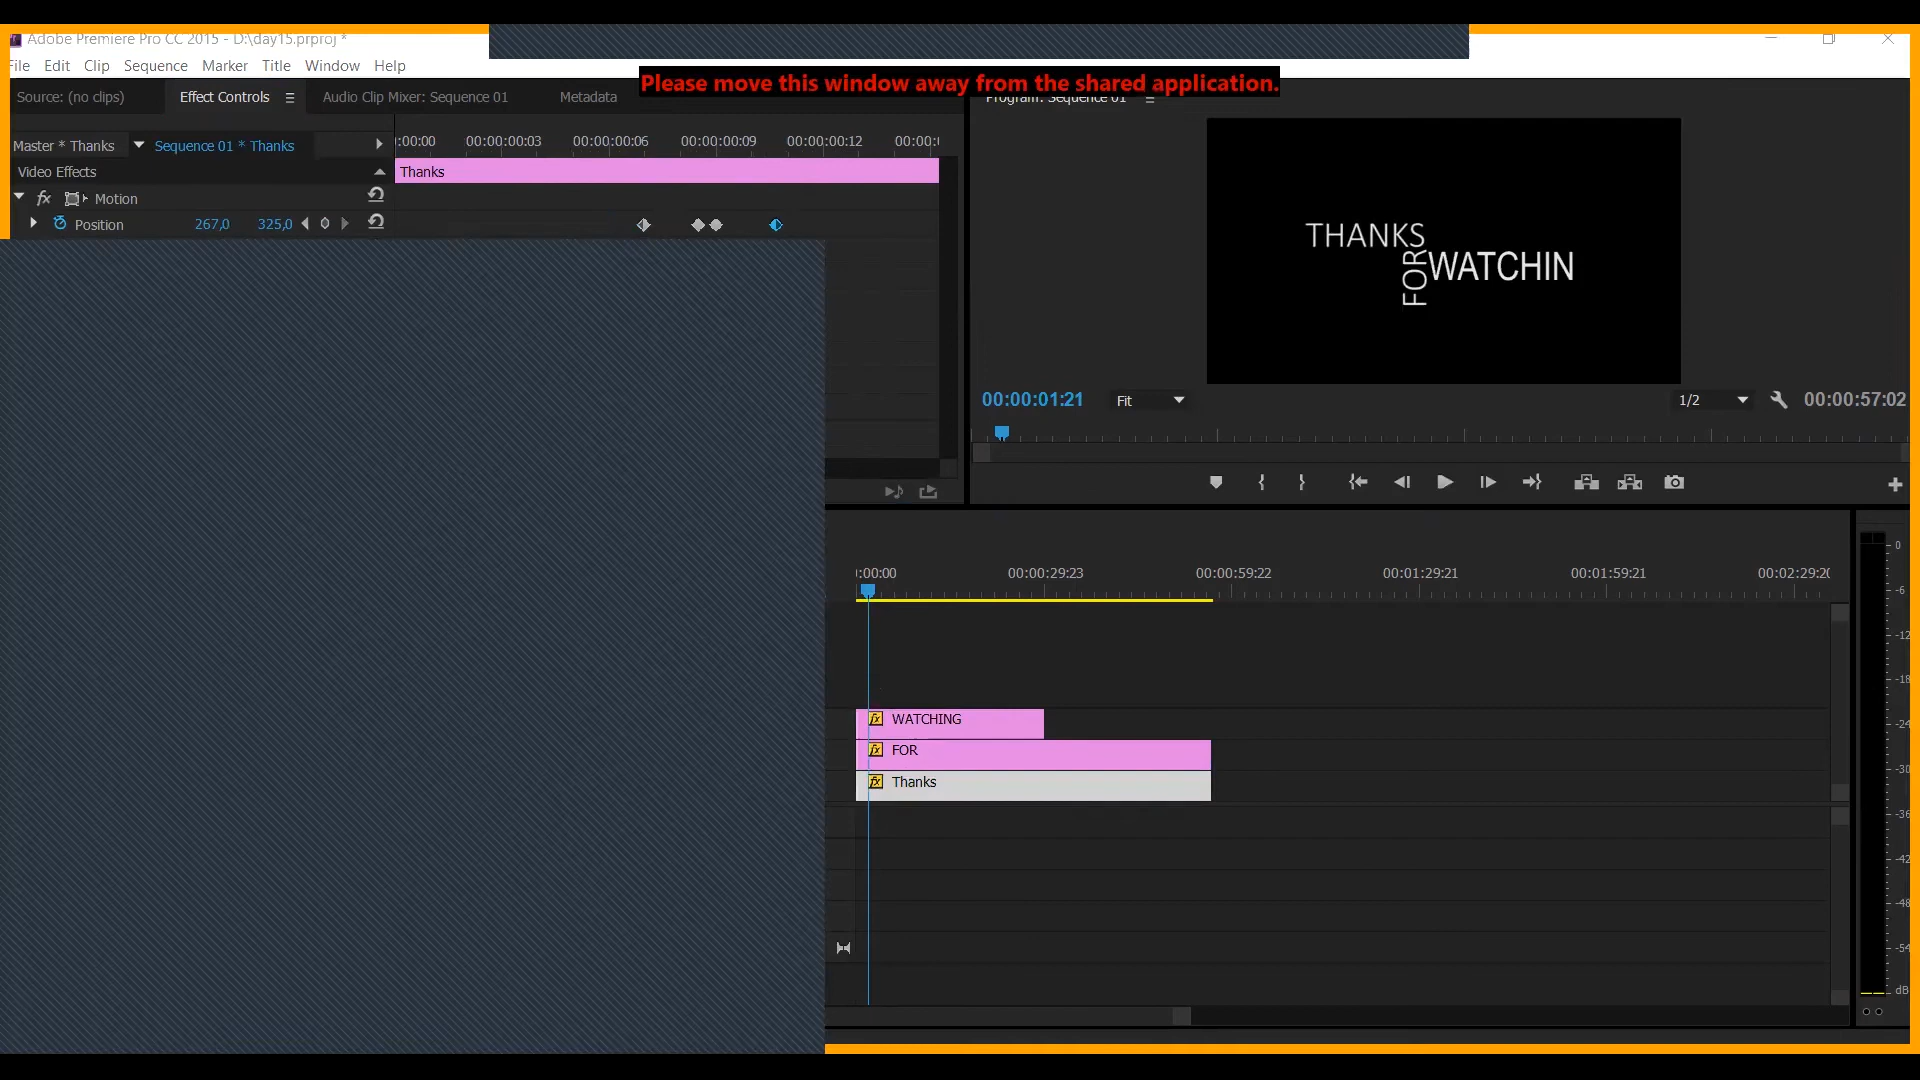 Adobe Premiere Pro CC 2015 - D:\day15.prproj *
File Edit Clip Sequence Marker Title Window Help
Please move this window away from the shared application.
Source: (no clips) Effect Controls Audio Clip Mixer: Sequence 01 Metadata
Program: Sequence 01
Master * Thanks Sequence 01 * Thanks
:00:00 00:00:00:03 00:00:00:06 00:00:00:09 00:00:00:12 00:00:
Video Effects
Thanks
fx Motion
Position 267,0 325,0
THANKS
FOR
WATCHIN
00:00:01:21 Fit 1/2 00:00:57:02
:00:00 00:00:29:23 00:00:59:22 00:01:29:21 00:01:59:21 00:02:29:20
fx WATCHING
fx FOR
fx Thanks
0
-6
-12
-18
-24
-30
-36
-42
-48
-54
dB